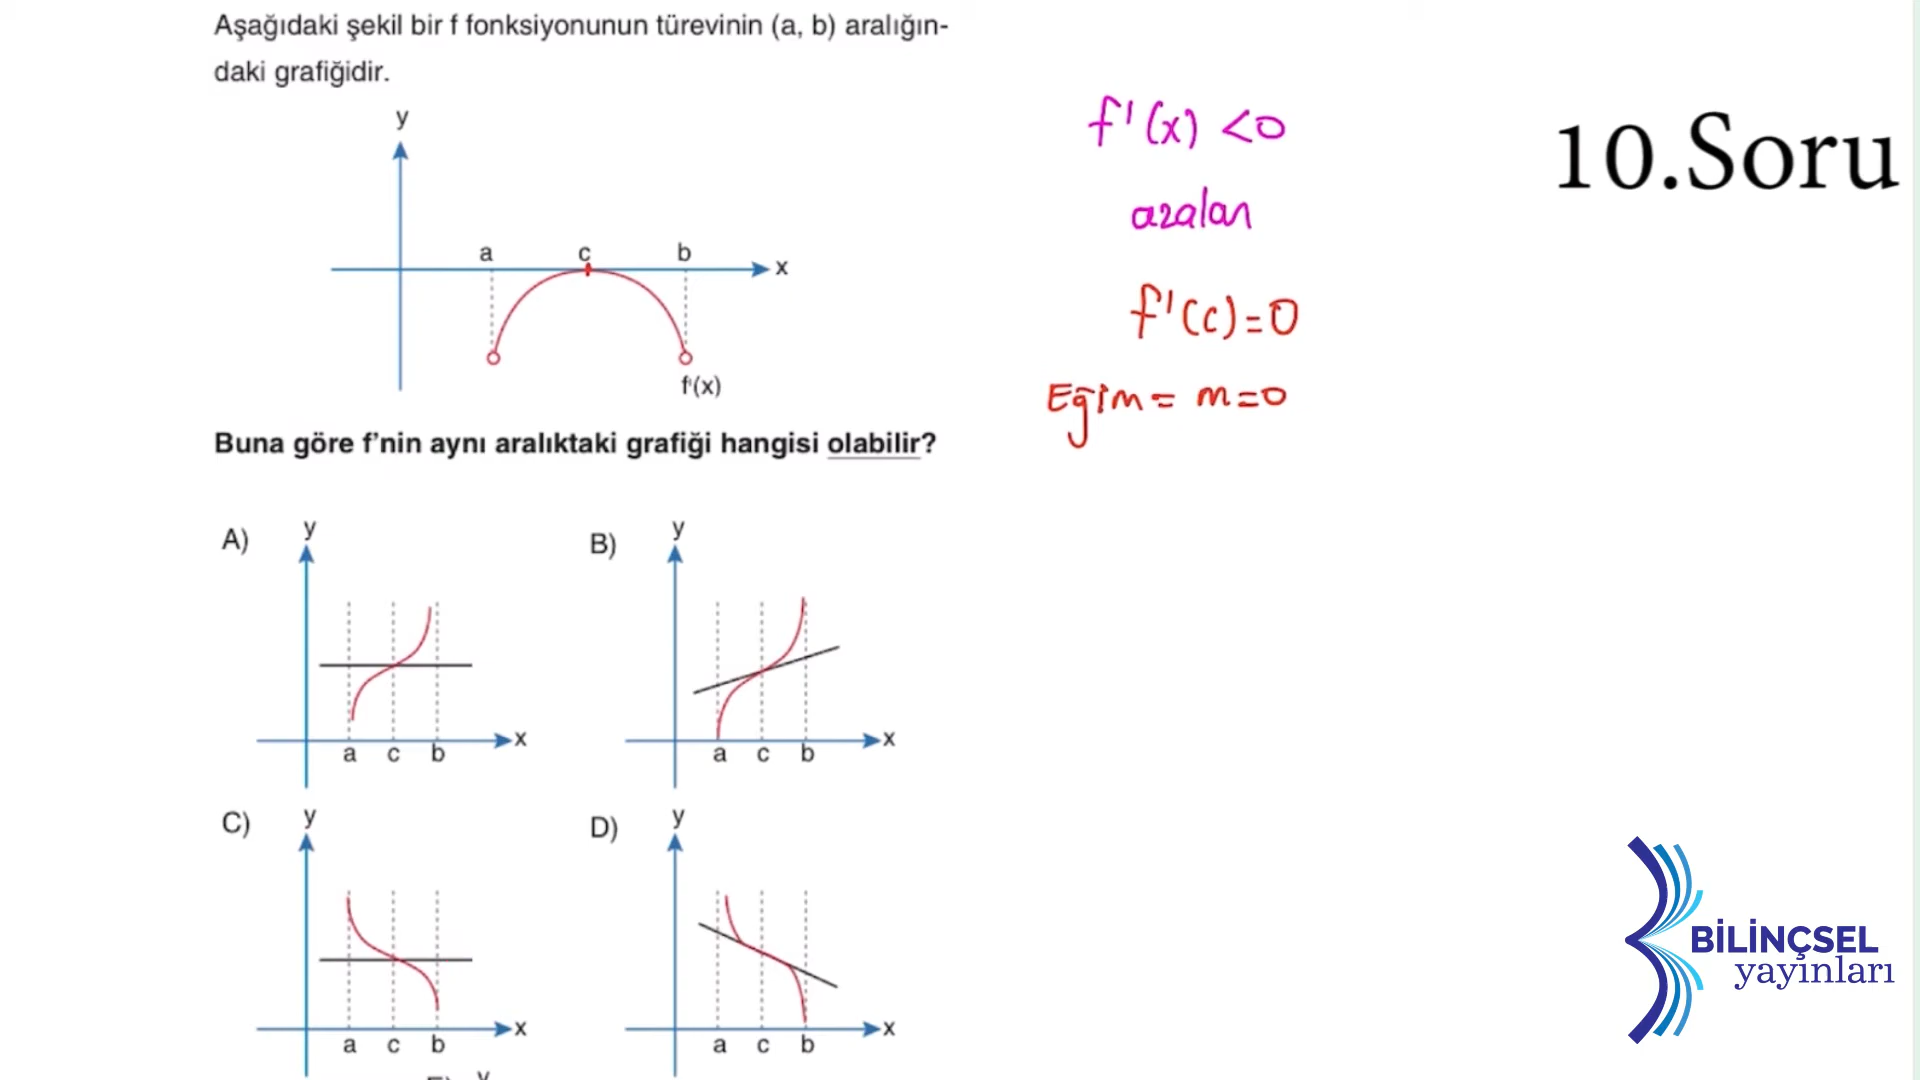 Aşağıdaki şekil bir f fonksiyonunun türevinin (a, b) aralığın-
daki grafiğidir.
y
a c b
x
f'(x)
f'(x) <0
azalan
f'(c)=0
Eğim = m=0
10.Soru
Buna göre f'nin aynı aralıktaki grafiği hangisi olabilir?
A) y
x
a c b
B) y
x
a c b
C) y
x
a c b
D) y
x
a c b
y
BİLİNÇSEL
yayınları